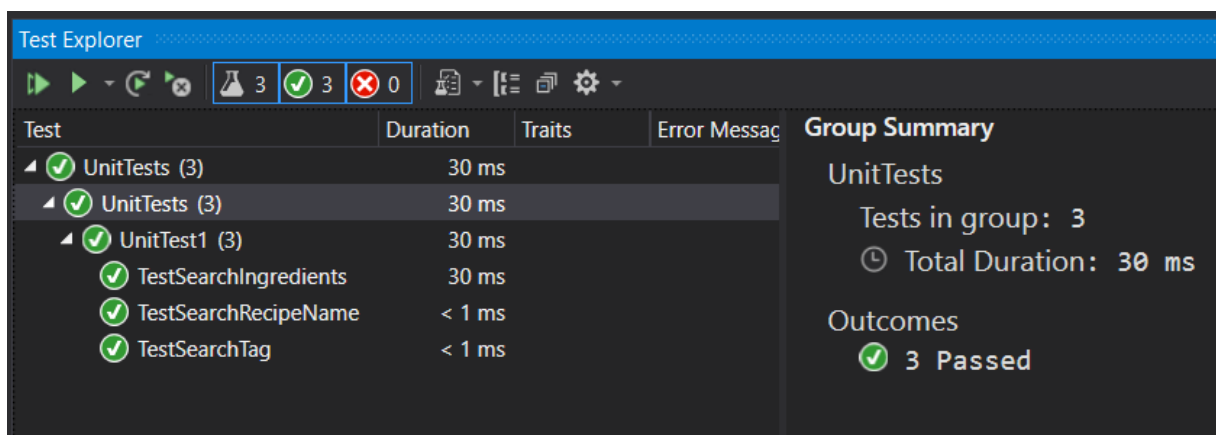 Test Explorer
3 3 0
Test Duration Traits Error Messag
UnitTests (3) 30 ms
UnitTests (3) 30 ms
UnitTest1 (3) 30 ms
TestSearchIngredients 30 ms
TestSearchRecipeName < 1 ms
TestSearchTag < 1 ms
Group Summary
UnitTests
Tests in group: 3
Total Duration: 30 ms
Outcomes
3 Passed